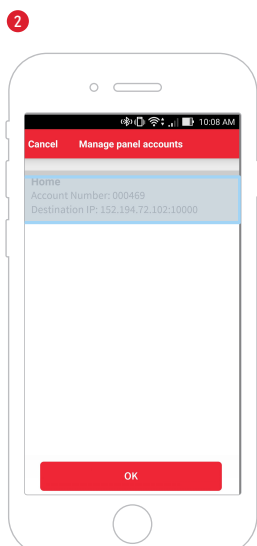 2
10:08 AM
Cancel Manage panel accounts
Home
Account Number: 000469
Destination IP: 152.194.72.102:10000
OK